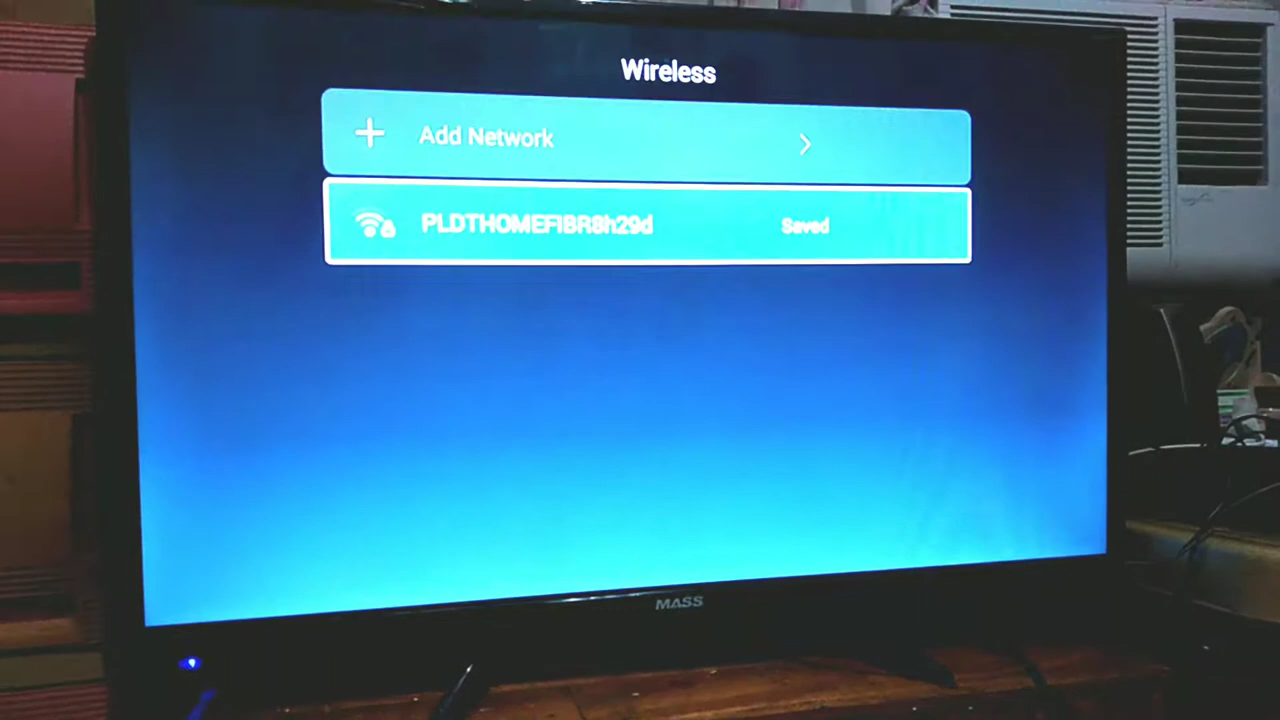 Wireless
Add Network
PLDTHOMEFIBR8h29d
Saved
MASS